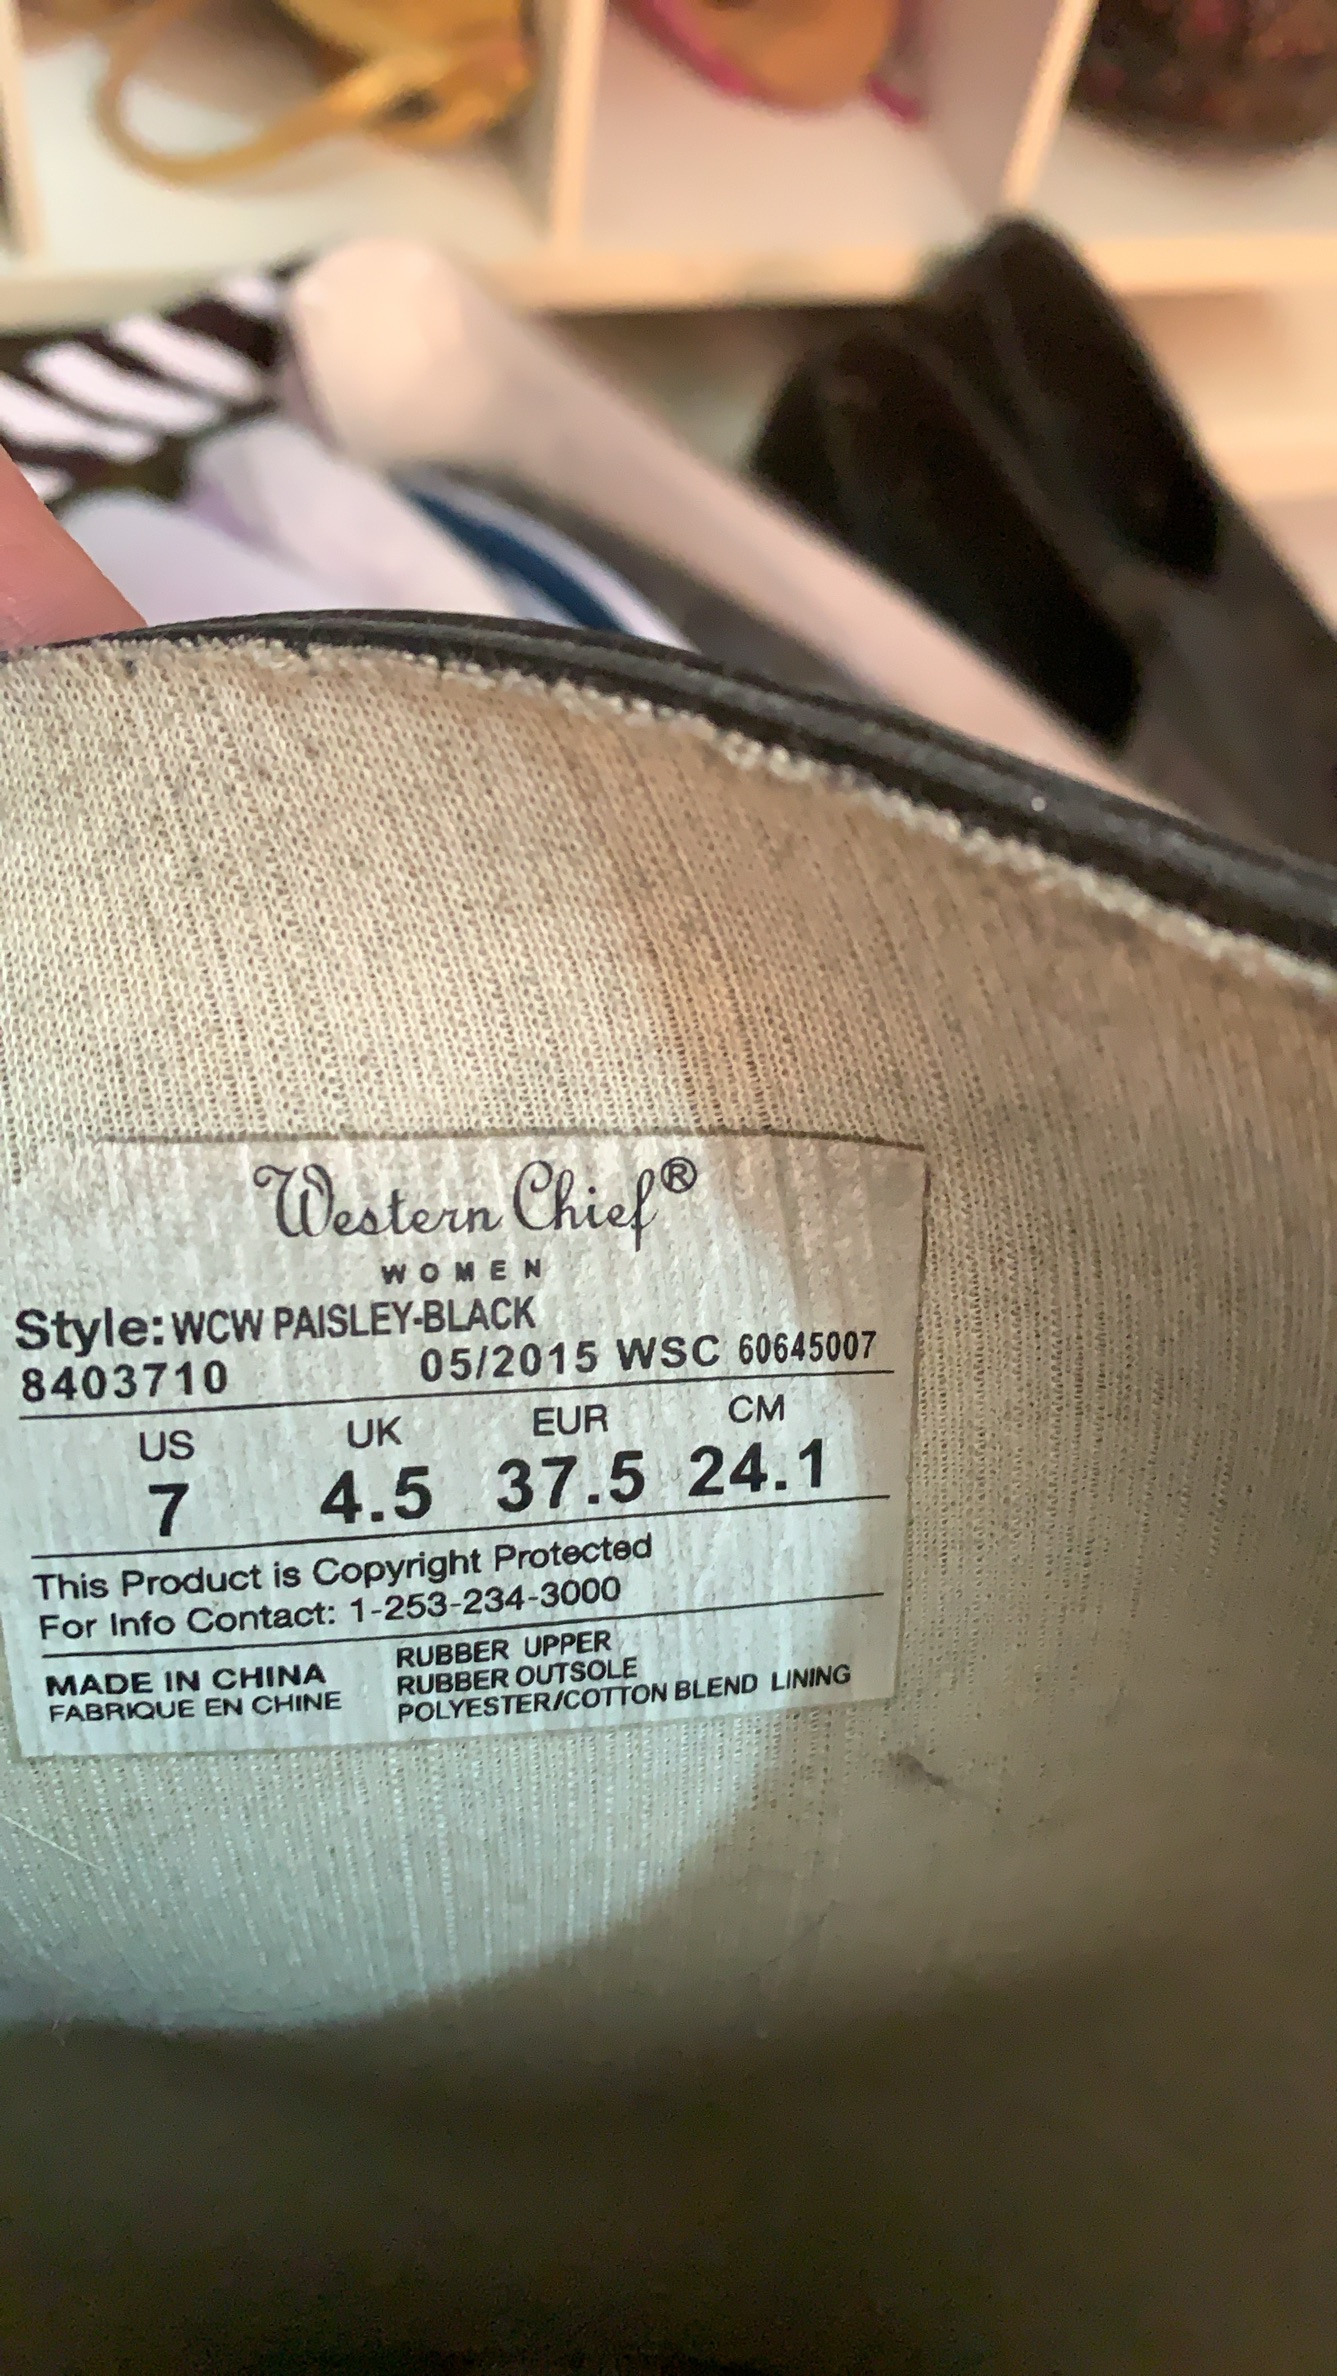 Western Chief®
WOMEN
Style: WCW PAISLEY-BLACK
8403710 05/2015 WSC 60645007
US UK EUR CM
7 4.5 37.5 24.1
This Product is Copyright Protected
For Info Contact: 1-253-234-3000
MADE IN CHINA
FABRIQUE EN CHINE
RUBBER UPPER
RUBBER OUTSOLE
POLYESTER/COTTON BLEND LINING